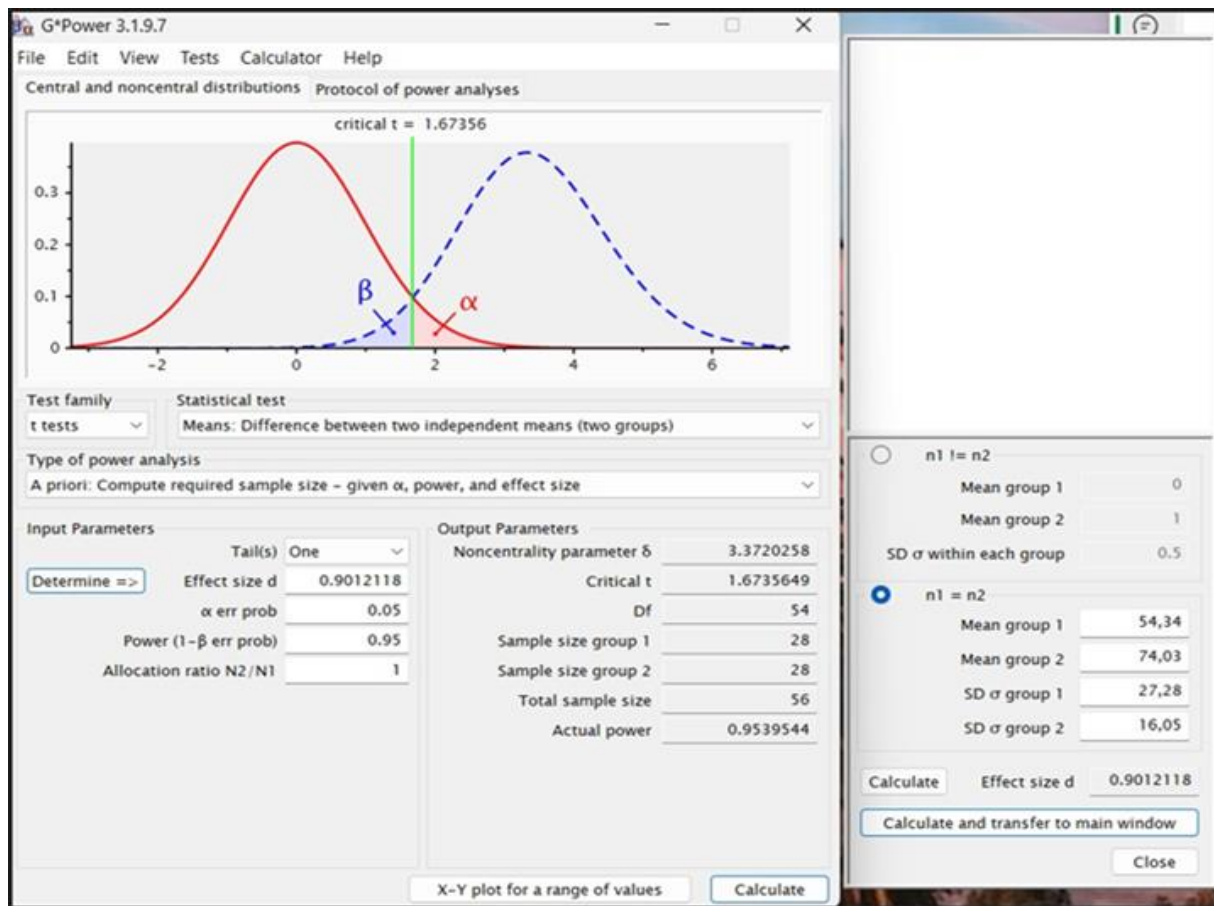 G*Power 3.1.9.7
File Edit View Tests Calculator Help
Central and noncentral distributions Protocol of power analyses
critical t = 1.67356
0.3
0.2
0.1
0
β
α
-2 0 2 4 6
Test family
t tests
Statistical test
Means: Difference between two independent means (two groups)
Type of power analysis
A priori: Compute required sample size – given α, power, and effect size
Input Parameters
Tail(s) One
Determine => Effect size d 0.9012118
α err prob 0.05
Power (1-β err prob) 0.95
Allocation ratio N2/N1 1
Output Parameters
Noncentrality parameter δ 3.3720258
Critical t 1.6735649
Df 54
Sample size group 1 28
Sample size group 2 28
Total sample size 56
Actual power 0.9539544
X-Y plot for a range of values Calculate
n1 != n2
Mean group 1 0
Mean group 2 1
SD σ within each group 0.5
n1 = n2
Mean group 1 54,34
Mean group 2 74,03
SD σ group 1 27,28
SD σ group 2 16,05
Calculate Effect size d 0.9012118
Calculate and transfer to main window
Close